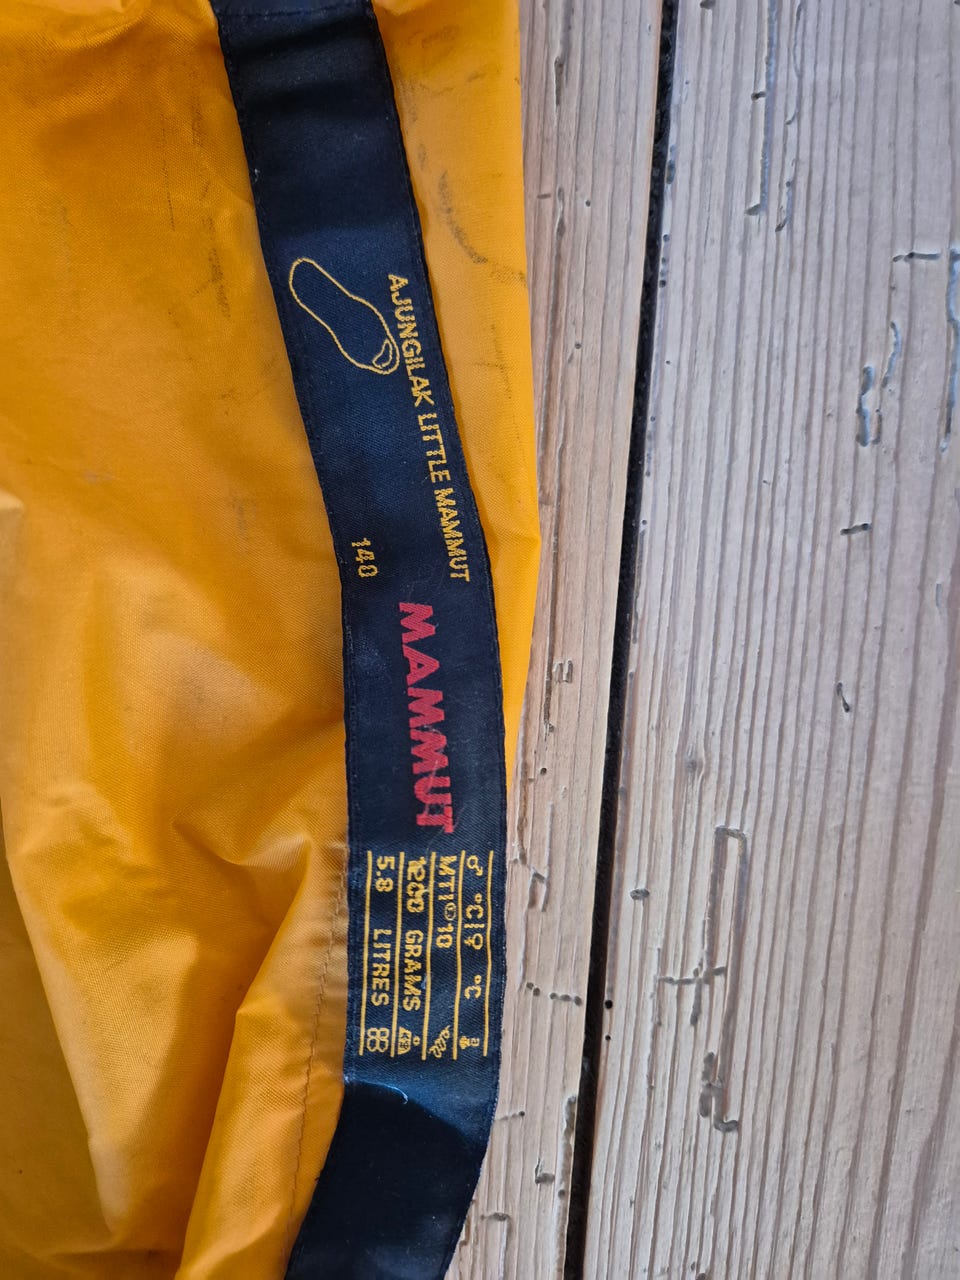 AJUNGILAK LITTLE MAMMUT
140
MAMMUT
♂ °C|♀ °C
MTI 10
1200 GRAMS
5.8 LITRES